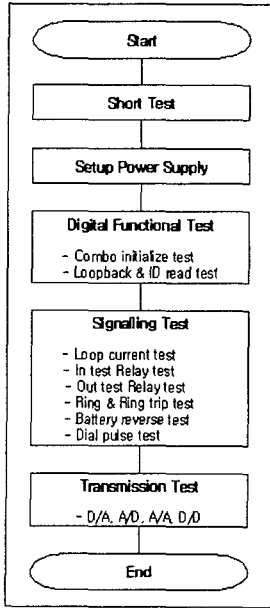 Start
Short Test
Setup Power Supply
Digital Functional Test
- Combo initialize test
- Loopback & ID read test
Signalling Test
- Loop current test
- In test Relay test
- Out test Relay test
- Ring & Ring trip test
- Battery reverse test
- Dial pulse test
Transmission Test
- D/A, A/D, A/A, D/D
End